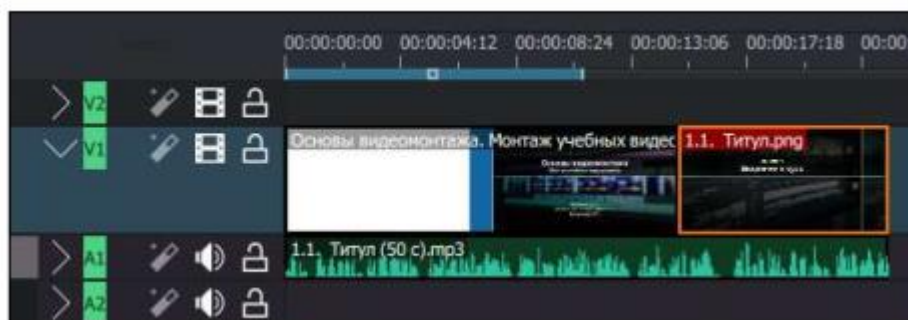 00:00:00:00 00:00:04:12 00:00:08:24 00:00:13:06 00:00:17:18 00:00
V2
V1
Основы видеомонтажа. Монтаж учебных видео
1.1. Титул.png
A1
1.1. Титул (50 с).mp3
A2